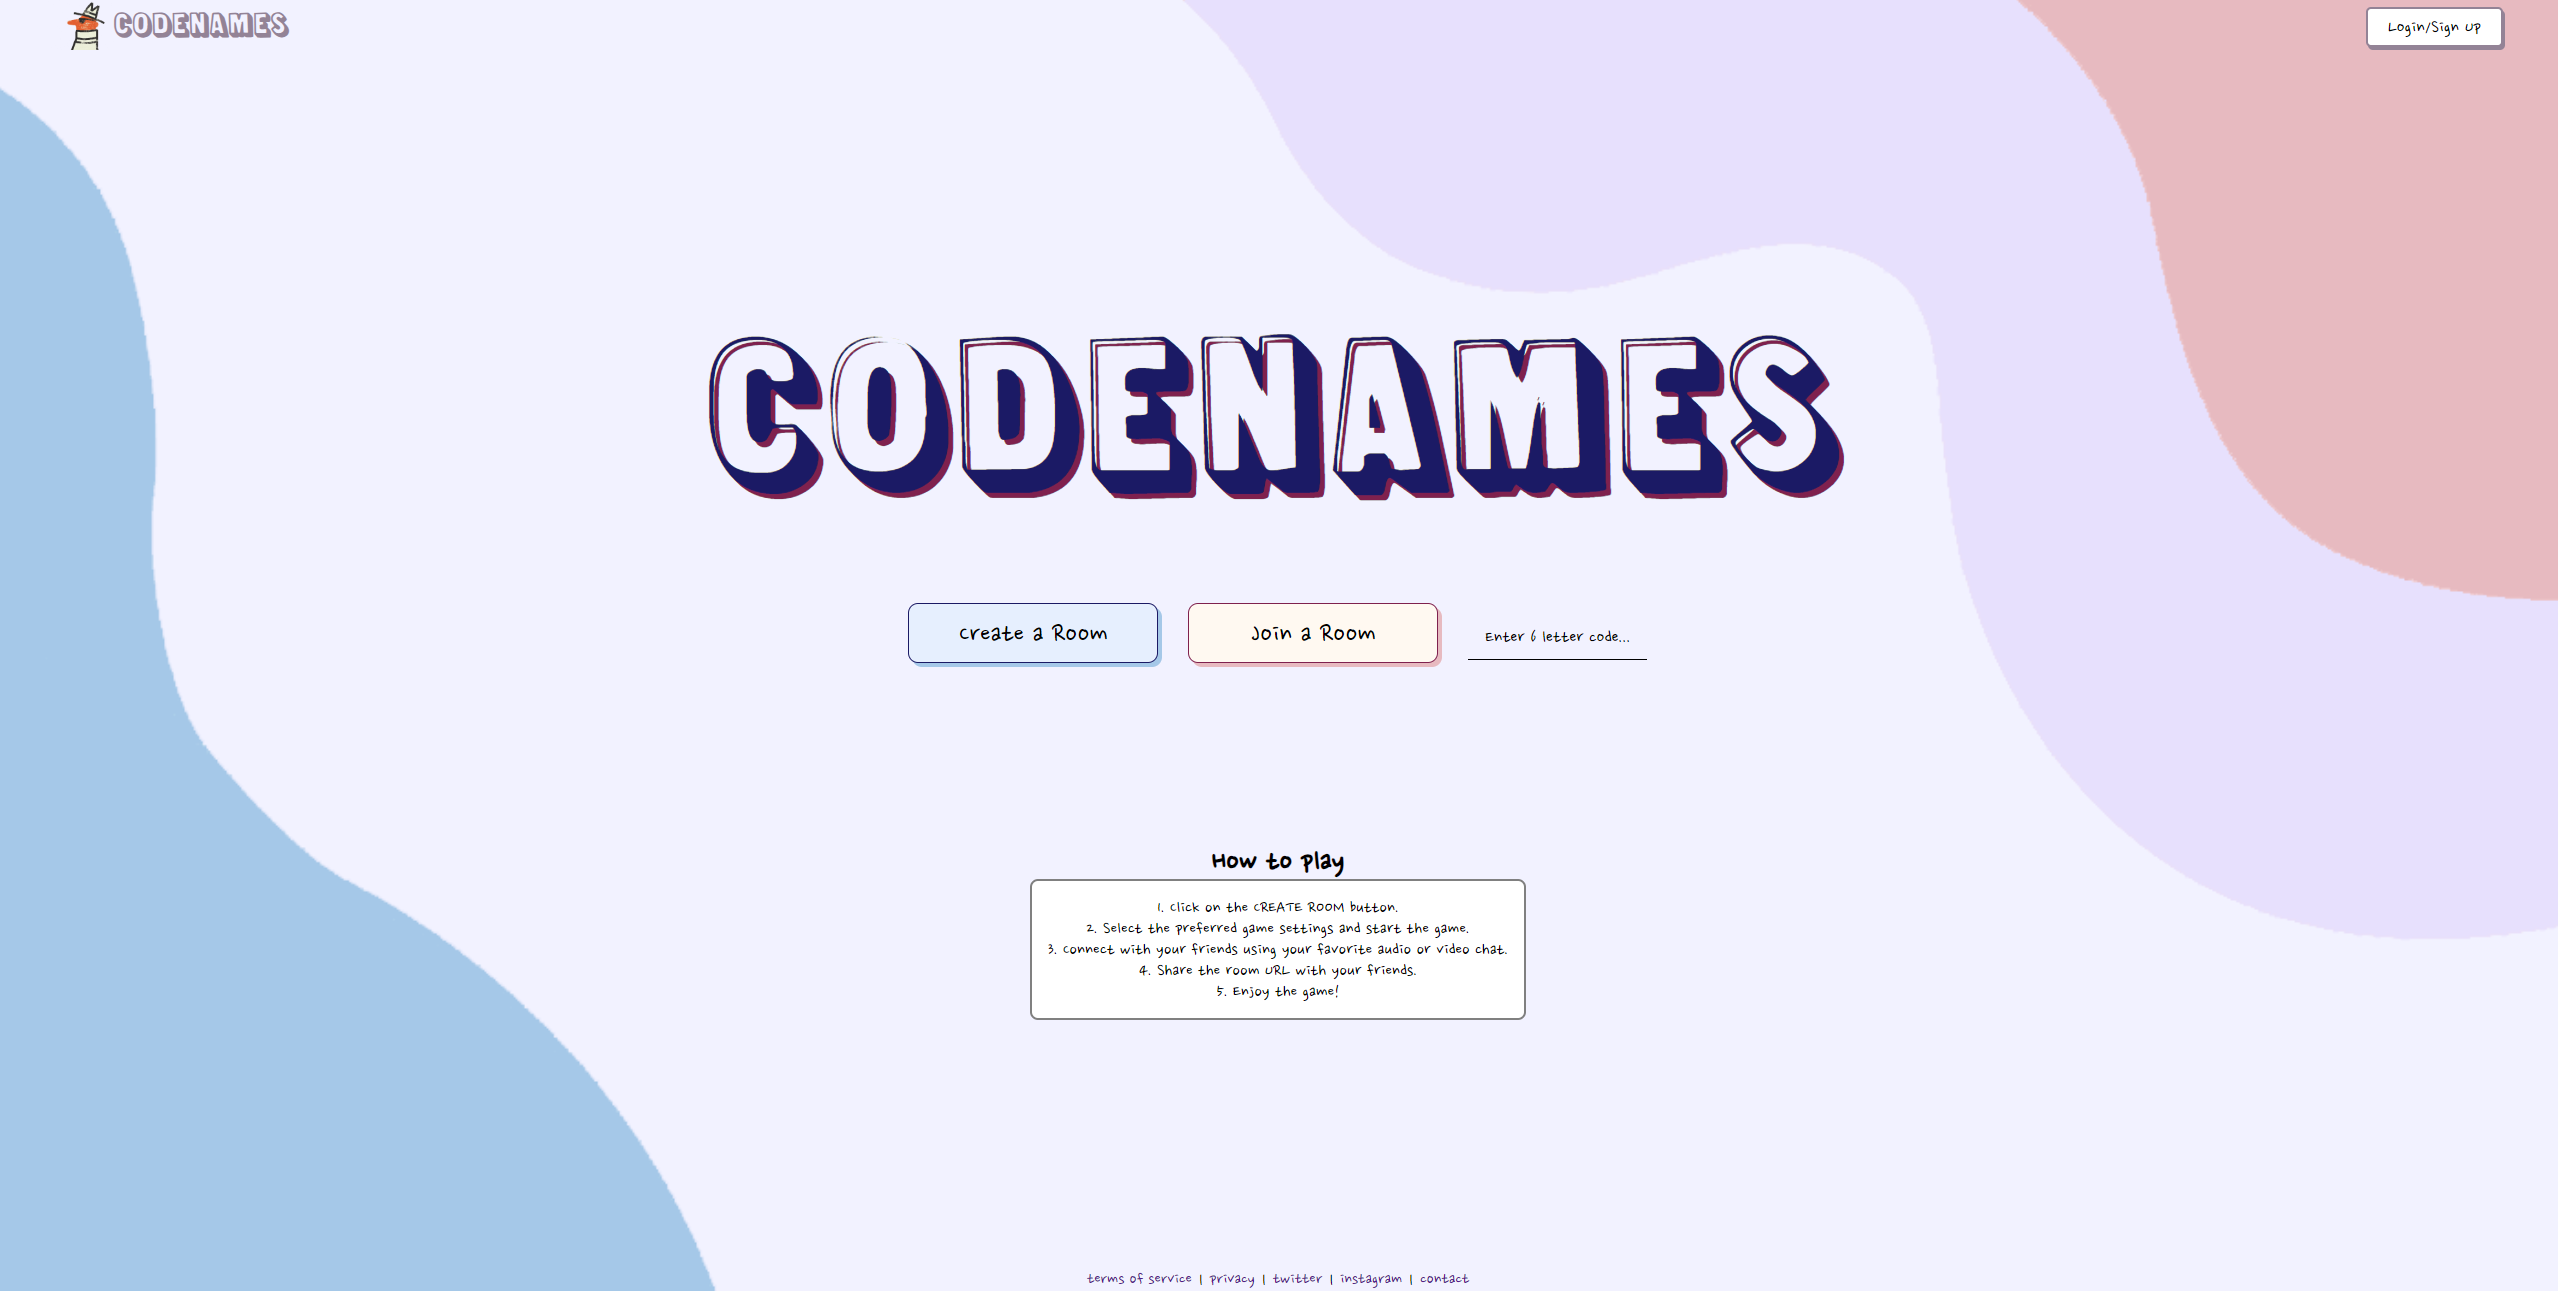 CODENAMES
Login/Sign Up
CODENAMES
Create a Room
Join a Room
Enter 6 letter code...
How to play
1. Click on the CREATE ROOM button.
2. Select the preferred game settings and start the game.
3. Connect with your friends using your favorite audio or video chat.
4. Share the room URL with your friends.
5. Enjoy the game!
terms of service | privacy | twitter | instagram | contact